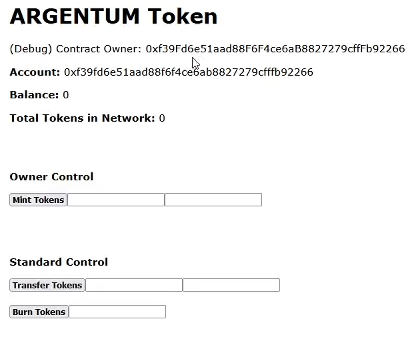 ARGENTUM Token
(Debug) Contract Owner: 0xf39Fd6e51aad88F6F4ce6aB8827279cffFb92266
Account: 0xf39fd6e51aad88f6f4ce6ab8827279cfffb92266
Balance: 0
Total Tokens in Network: 0
Owner Control
Mint Tokens
Standard Control
Transfer Tokens
Burn Tokens